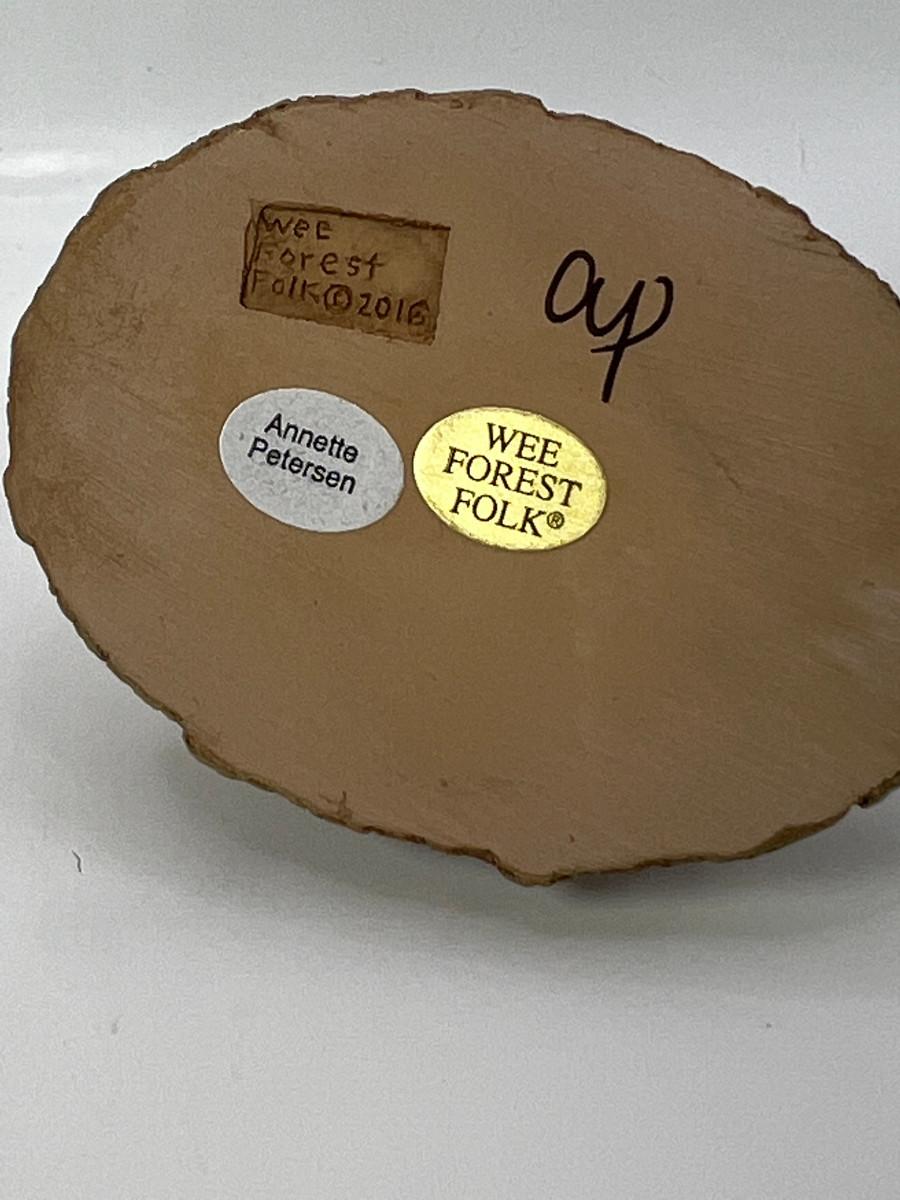 Wee
Forest
Folk©2016
ap
Annette
Petersen
WEE
FOREST
FOLK®